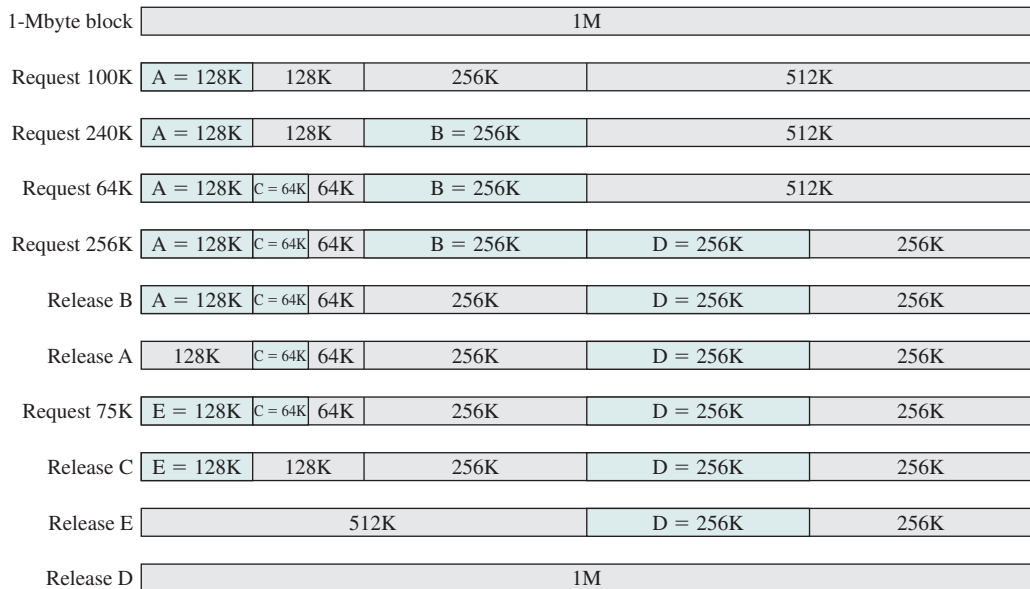 1-Mbyte block 1M
Request 100K A = 128K 128K 256K 512K
Request 240K A = 128K 128K B = 256K 512K
Request 64K A = 128K C = 64K 64K B = 256K 512K
Request 256K A = 128K C = 64K 64K B = 256K D = 256K 256K
Release B A = 128K C = 64K 64K 256K D = 256K 256K
Release A 128K C = 64K 64K 256K D = 256K 256K
Request 75K E = 128K C = 64K 64K 256K D = 256K 256K
Release C E = 128K 128K 256K D = 256K 256K
Release E 512K D = 256K 256K
Release D 1M